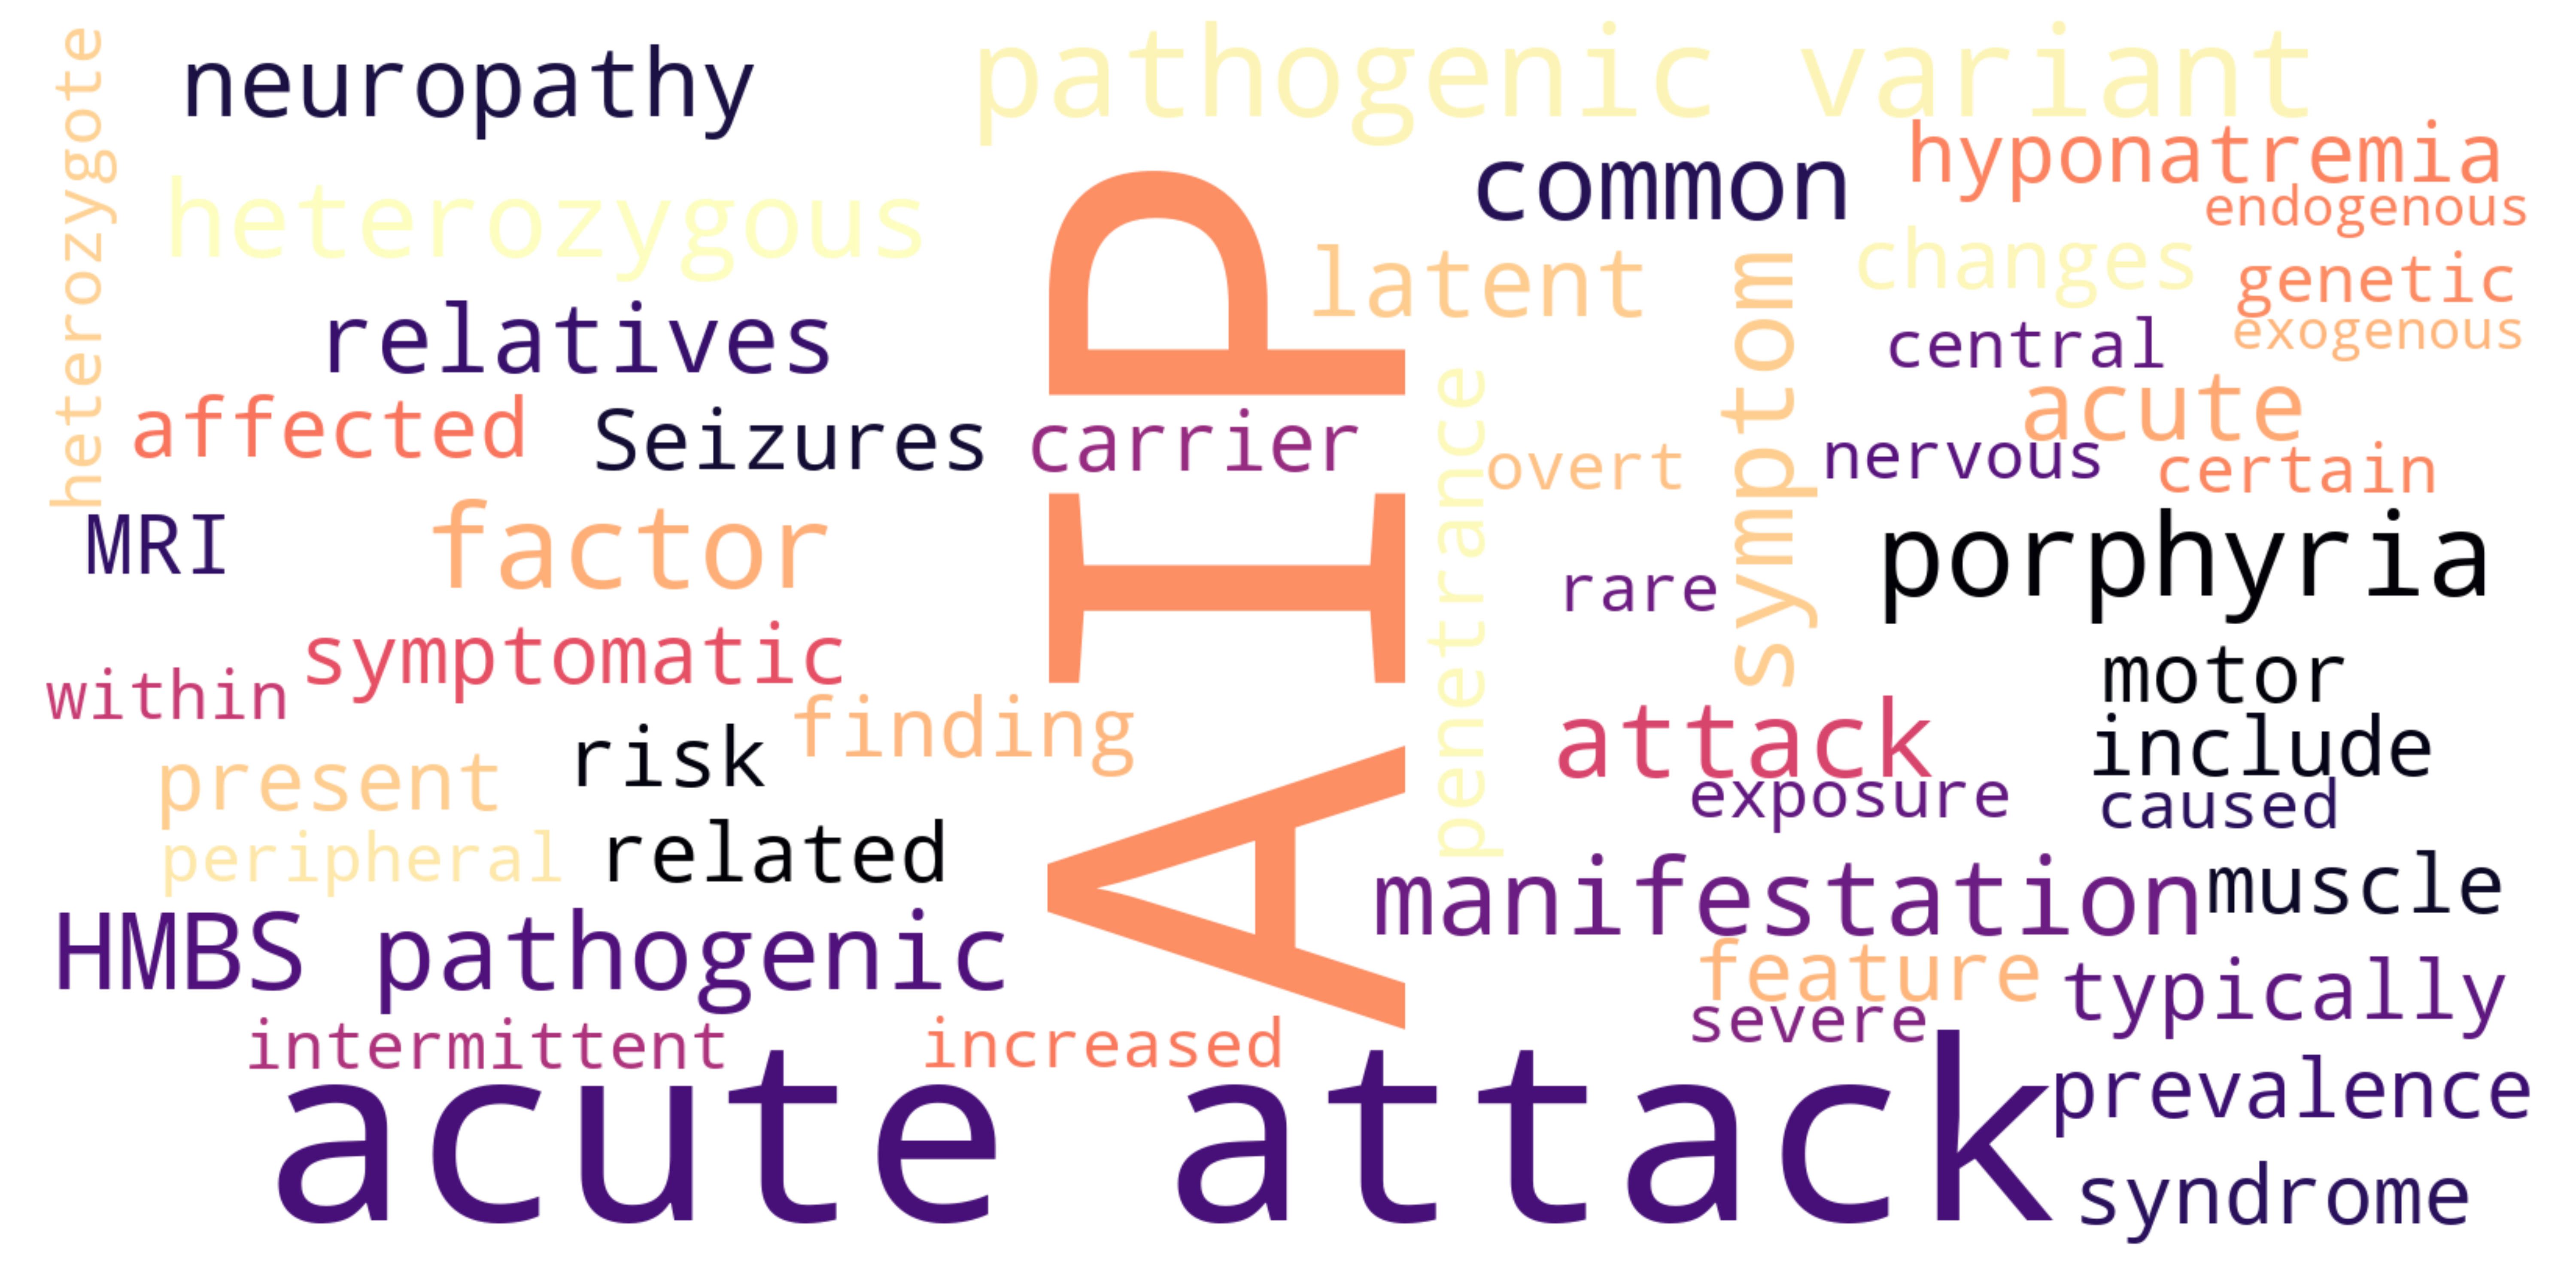 heterozygote
neuropathy
pathogenic variant
common
hyponatremia
endogenous
heterozygous
latent
changes
genetic
exogenous
relatives
central
symptom
affected
Seizures
AIP
carrier
penetrance
overt
acute
nervous
certain
MRI
factor
rare
porphyria
within
symptomatic
finding
attack
motor
include
risk
present
exposure
caused
peripheral
related
manifestation
muscle
HMBS pathogenic
feature
typically
severe
intermittent
increased
acute attack
prevalence
syndrome